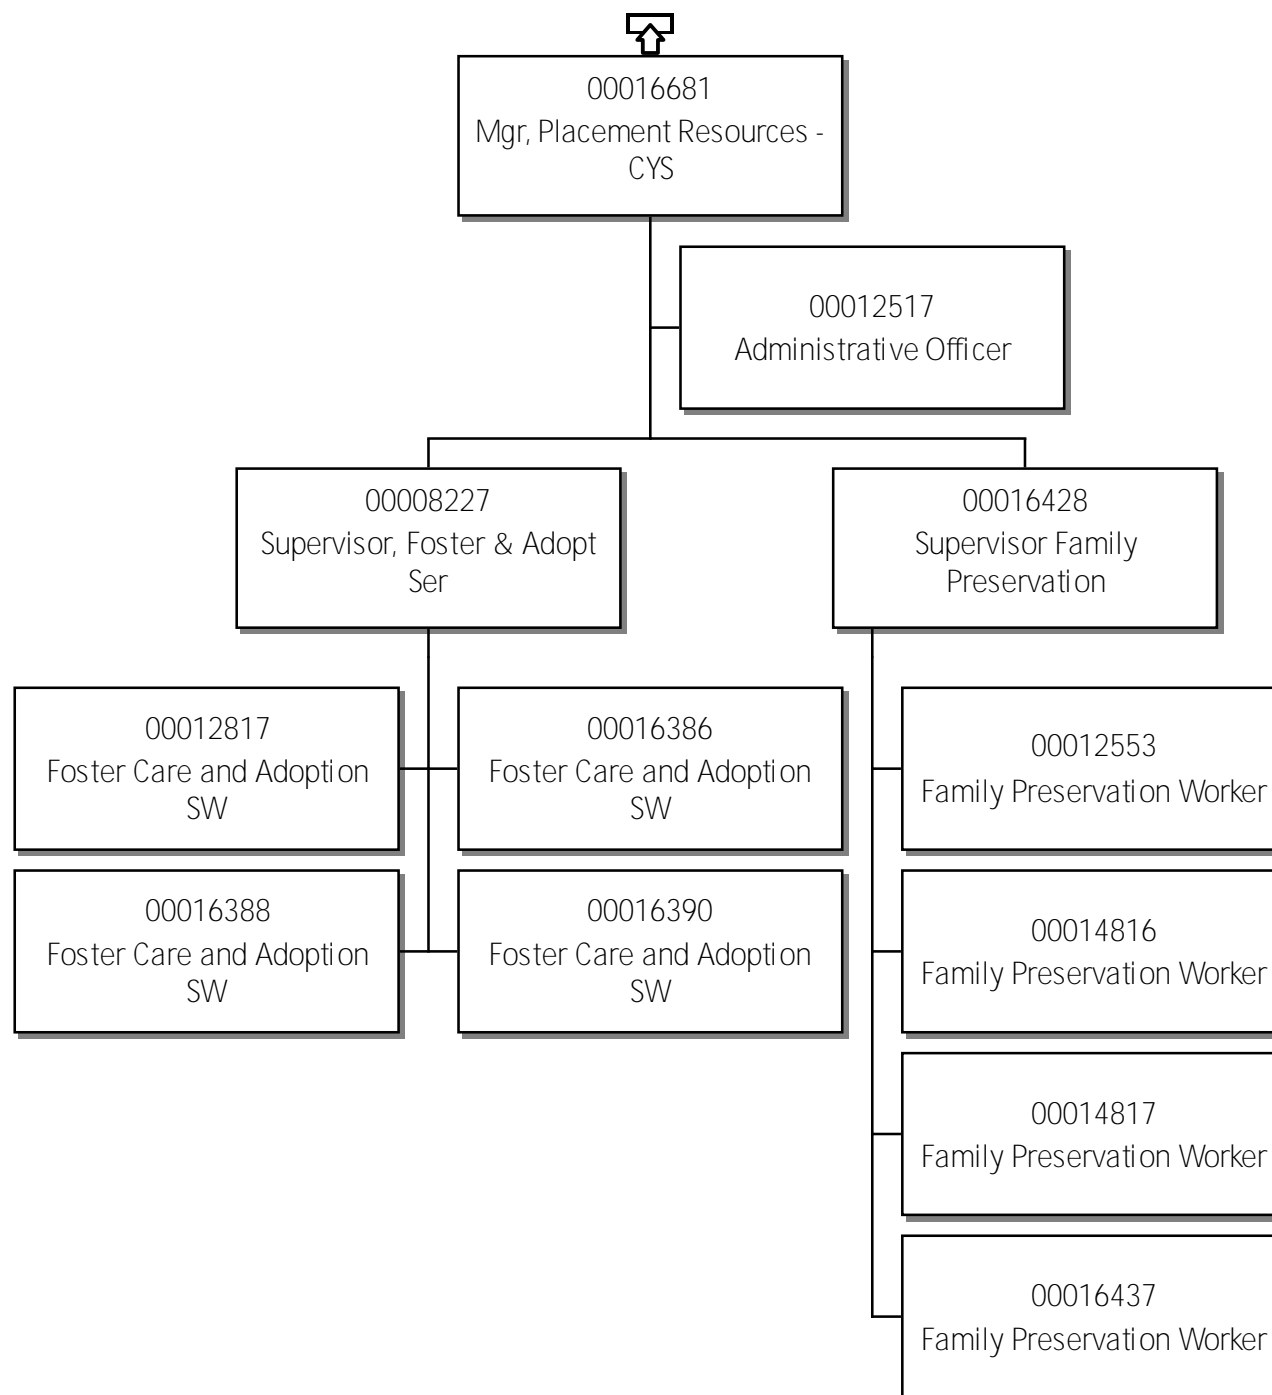 00016681
Mgr, Placement Resources -
CYS
00012517
Administrative Officer
00008227
Supervisor, Foster & Adopt
Ser
00016428
Supervisor Family
Preservation
00012817
Foster Care and Adoption
SW
00016386
Foster Care and Adoption
SW
00012553
Family Preservation Worker
00016388
Foster Care and Adoption
SW
00016390
Foster Care and Adoption
SW
00014816
Family Preservation Worker
00014817
Family Preservation Worker
00016437
Family Preservation Worker